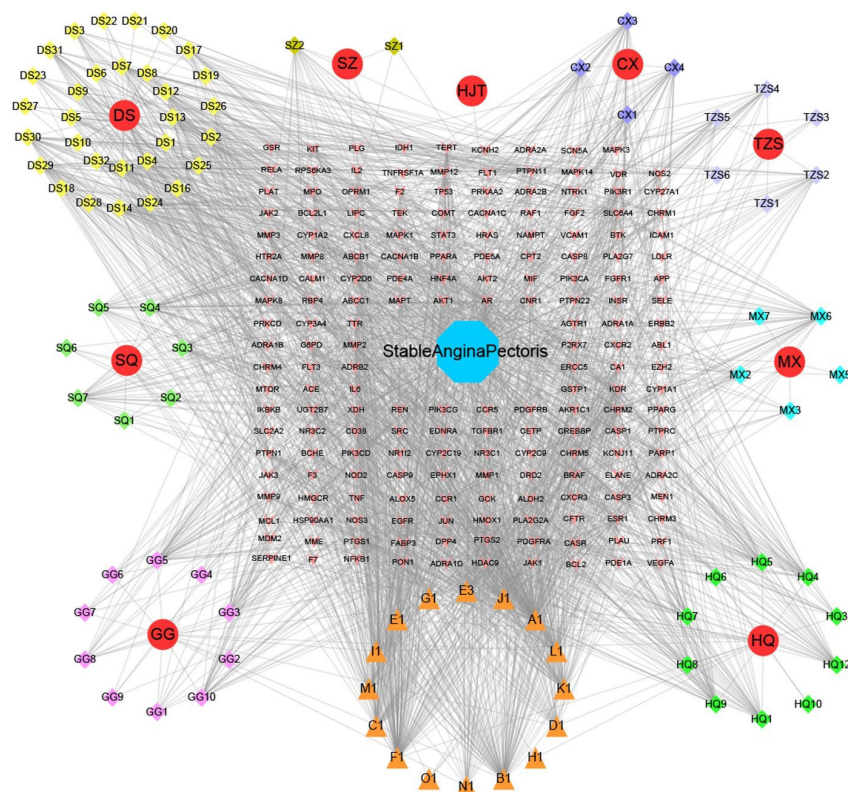 DS3 DS22 DS21 DS20
DS31 DS17
DS23 DS6 DS7 DS8 DS19
DS9 DS12
DS27 DS26
DS5 DS DS13
DS30 DS10 DS1 DS2
DS32 DS4
DS29 DS11 DS25
DS18 DS16
DS28 DS14 DS24
SZ2 SZ SZ1
HJT
CX3
CX2 CX CX4
CX1
TZS4
TZS5 TZS3
TZS
TZS6 TZS2
TZS1
GSR KIT PLG IDH1 TERT KCNH2 ADRA2A SCN5A MAPK3
RELA RPS6KA3 IL2 TNFRSF1A MMP12 FLT1 PTPN11 MAPK14 VDR NOS2
PLAT MPO OPRM1 F2 TP53 PRKAA2 ADRA2B NTRK1 PIK3R1 CYP27A1
JAK2 BCL2L1 LIPC TEK COMT CACNA1C RAF1 FGF2 SLC6A4 CHRM1
MMP3 CYP1A2 CXCL8 MAPK1 STAT3 HRAS NAMPT VCAM1 BTK ICAM1
HTR2A MMP8 ABCB1 CACNA1B PPARA PDE5A CPT2 CASP8 PLA2G7 LDLR
CACNA1D CALM1 CYP2D6 PDE4A HNF4A AKT2 MIF PIK3CA FGFR1 APP
MAPK8 RBP4 ABCC1 MAPT AKT1 AR CNR1 PTPN22 INSR SELE
PRKCD CYP3A4 TTR AGTR1 ADRA1A ERBB2
ADRA1B G6PD MMP2 P2RX7 CXCR2 ABL1
StableAnginaPectoris
CHRM4 FLT3 ADRB2 ERCC5 CA1 EZH2
MTOR ACE IL6 GSTP1 KDR CYP1A1
IKBKB UGT2B7 XDH REN PIK3CG CCR5 PDGFRB AKR1C1 CHRM2 PPARG
SLC2A2 NR3C2 CD38 SRC EDNRA TGFBR1 CETP CREBBP CASP1 PTPRC
PTPN1 BCHE PIK3CD NR1I2 CYP2C19 NR3C1 CYP2C9 CHRM5 KCNJ11 PARP1
JAK3 F3 NOD2 CASP9 EPHX1 MMP1 DRD2 BRAF ELANE ADRA2C
MMP9 HMGCR TNF ALOX5 CCR1 GCK ALDH2 CXCR3 CASP3 MEN1
MCL1 HSP90AA1 NOS3 EGFR JUN HMOX1 PLA2G2A CFTR ESR1 CHRM3
MDM2 MME PTGS1 FABP3 DPP4 PTGS2 PDGFRA CASR PLAU PRF1
SERPINE1 F7 NFKB1 PON1 ADRA1D HDAC9 JAK1 BCL2 PDE1A VEGFA
SQ5 SQ4
SQ6 SQ SQ3
SQ7 SQ2
SQ1
MX7 MX6
MX
MX2 MX5
MX3
GG5
GG6 GG4
GG7 GG3
GG
GG8 GG2
GG9 GG10
GG1
HQ5
HQ6 HQ4
HQ7 HQ3
HQ
HQ8 HQ12
HQ9 HQ10
HQ1
E3
G1 J1
E1 A1
I1 L1
M1 K1
C1 D1
F1 H1
O1 N1 B1